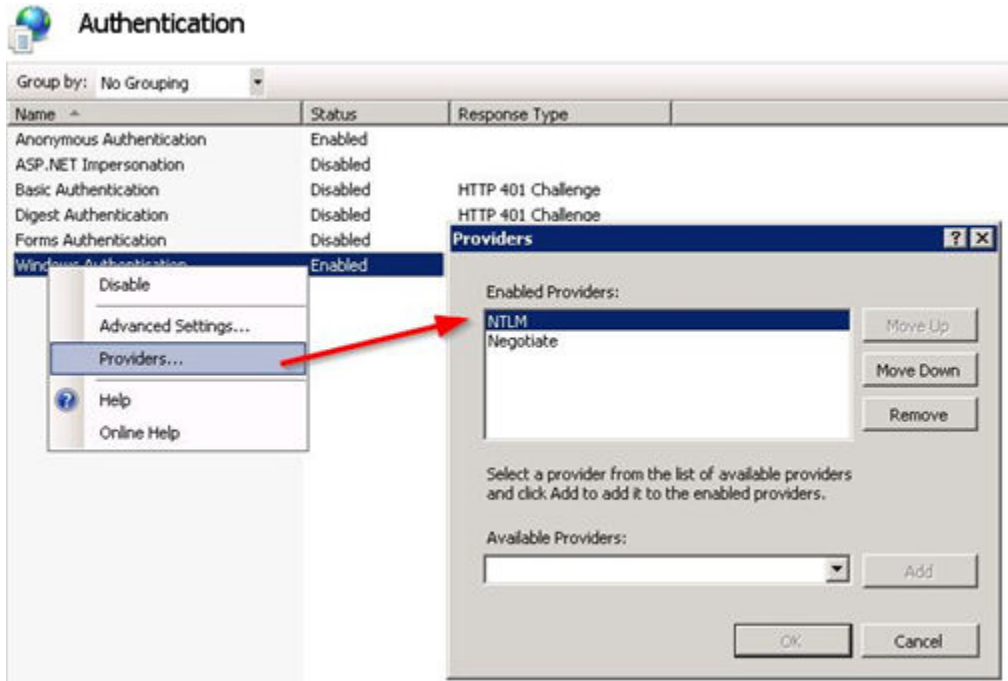 Authentication
Group by: No Grouping
Name Status Response Type
Anonymous Authentication Enabled
ASP.NET Impersonation Disabled
Basic Authentication Disabled HTTP 401 Challenge
Digest Authentication Disabled HTTP 401 Challenge
Forms Authentication Disabled
Windows Authentication Enabled
Disable
Advanced Settings...
Providers...
Help
Online Help
Providers
Enabled Providers:
NTLM
Negotiate
Move Up
Move Down
Remove
Select a provider from the list of available providers
and click Add to add it to the enabled providers.
Available Providers:
Add
OK
Cancel